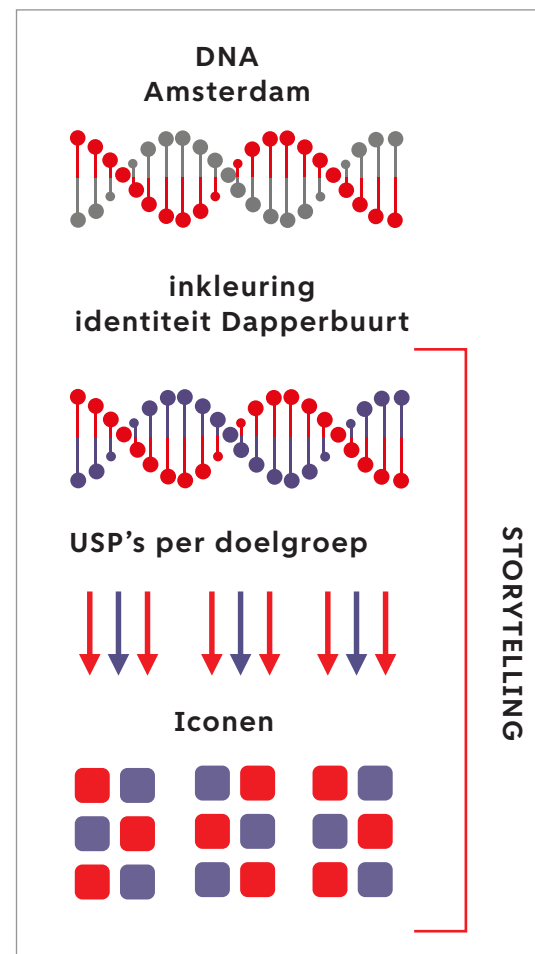 DNA
Amsterdam
inkleuring
identiteit Dapperbuurt
USP’s per doelgroep
Iconen
STORYTELLING